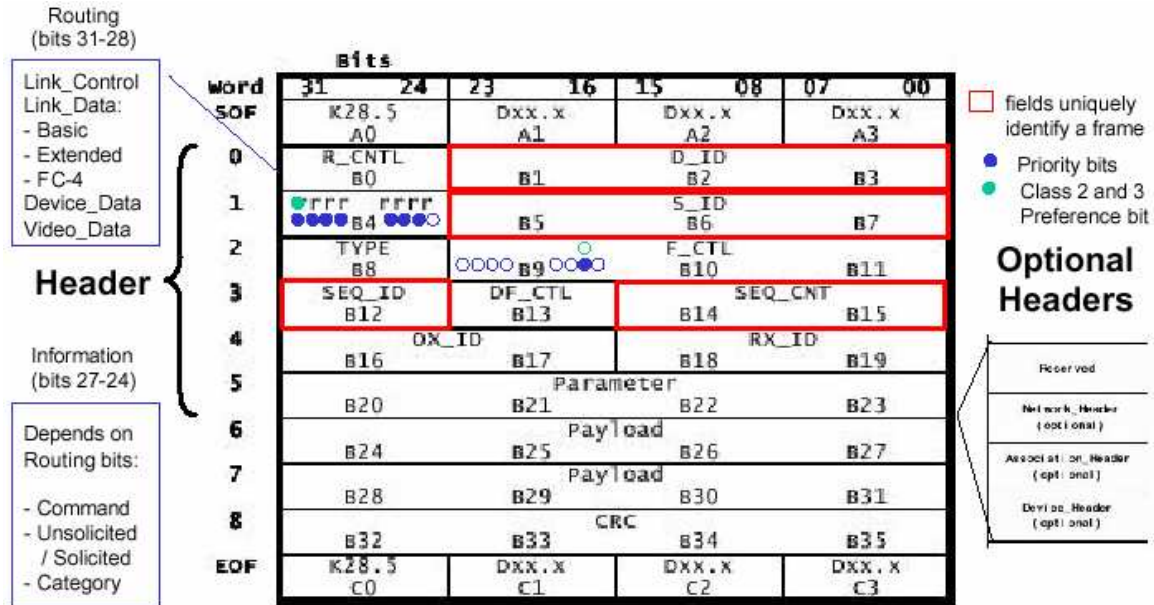 Routing
(bits 31-28)
Link_Control
Link_Data:
- Basic
- Extended
- FC-4
Device_Data
Video_Data
Header
Information
(bits 27-24)
Depends on
Routing bits:
- Command
- Unsolicited
/ Solicited
- Category
Bits
Word 31 24 23 16 15 08 07 00
SOF K28.5 Dxx.x Dxx.x Dxx.x
A0 A1 A2 A3
0 R_CNTL D_ID
B0 B1 B2 B3
1 rrr rrrr S_ID
B4 B5 B6 B7
2 TYPE F_CTL
B8 B9 B10 B11
3 SEQ_ID DF_CTL SEQ_CNT
B12 B13 B14 B15
4 OX_ID RX_ID
B16 B17 B18 B19
5 Parameter
B20 B21 B22 B23
6 Payload
B24 B25 B26 B27
7 Payload
B28 B29 B30 B31
8 CRC
B32 B33 B34 B35
EOF K28.5 Dxx.x Dxx.x Dxx.x
C0 C1 C2 C3
fields uniquely
identify a frame
Priority bits
Class 2 and 3
Preference bit
Optional
Headers
Reserved
Network_Header
(optional)
Association_Header
(optional)
Device_Header
(optional)